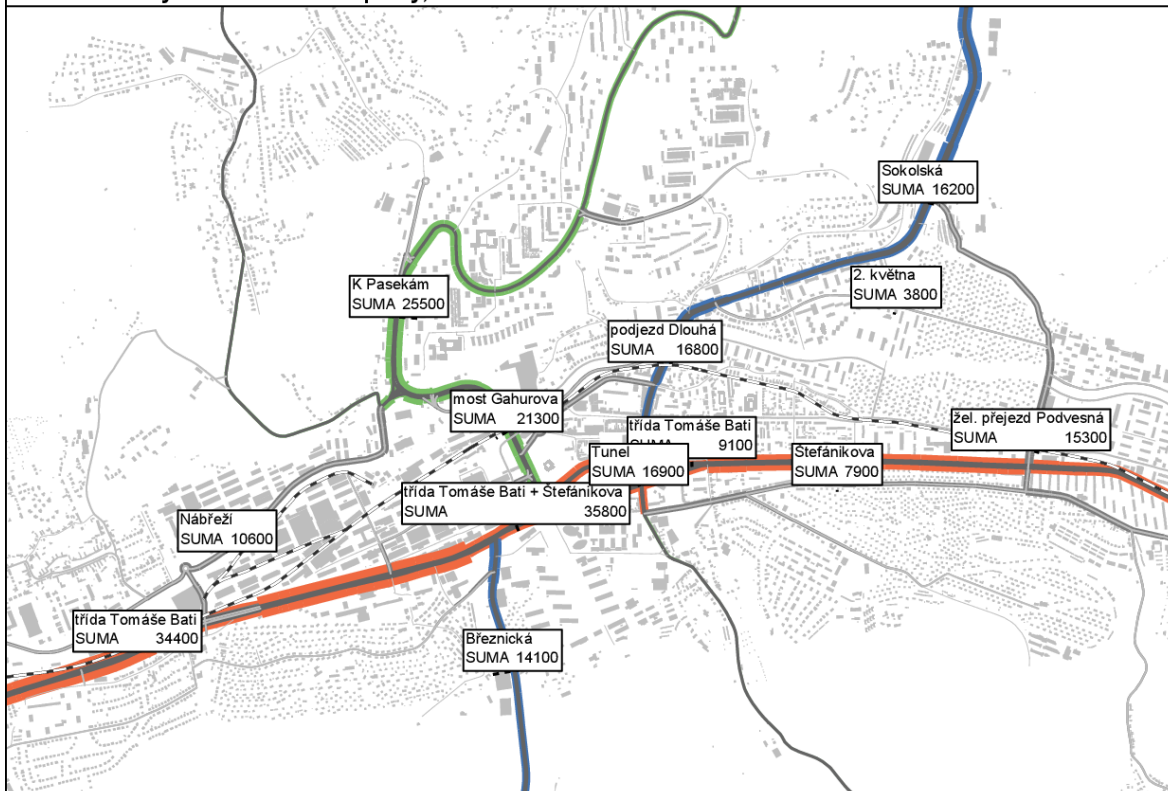 Sokolská
SUMA 16200
2. května
SUMA 3800
K Pasekám
SUMA 25500
podjezd Dlouhá
SUMA 16800
most Gahurova
SUMA 21300
třída Tomáše Bati
SUMA 9100
žel. přejezd Podvesná
SUMA 15300
Tunel
SUMA 16900
Štefánikova
SUMA 7900
třída Tomáše Bati + Štefánikova
SUMA 35800
Nábřeží
SUMA 10600
třída Tomáše Bati
SUMA 34400
Březnická
SUMA 14100